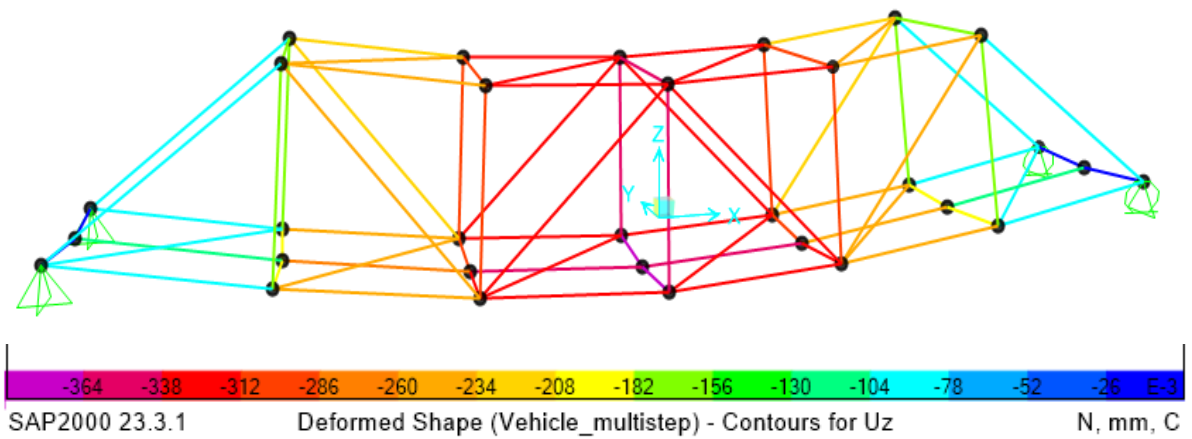 Z
Y
X
-364 -338 -312 -286 -260 -234 -208 -182 -156 -130 -104 -78 -52 -26 E-3
SAP2000 23.3.1 Deformed Shape (Vehicle_multistep) - Contours for Uz N, mm, C